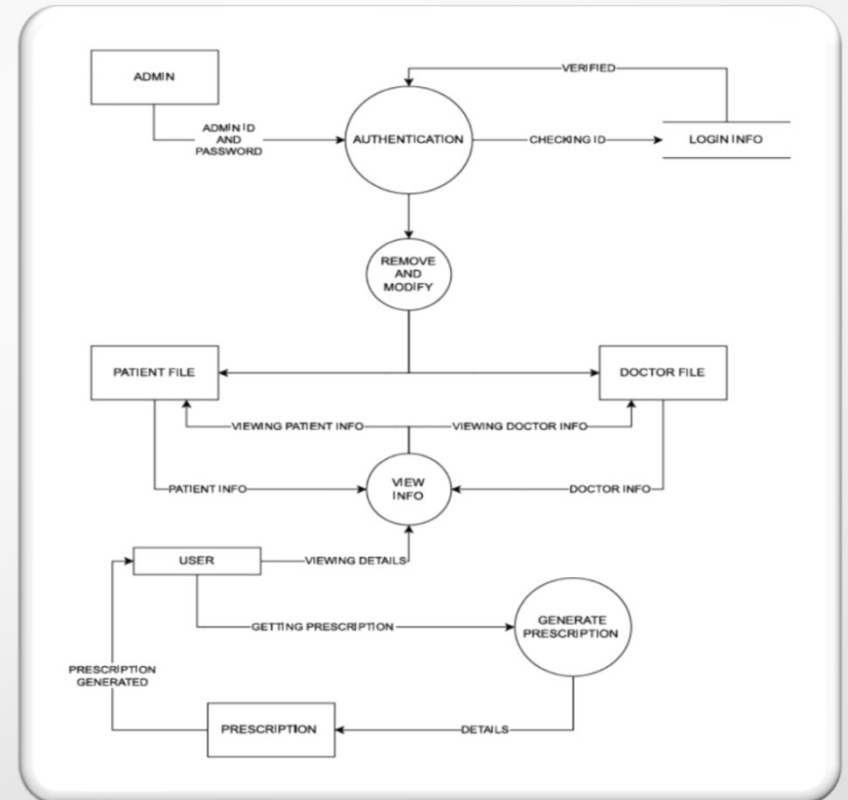 VERIFIED
ADMIN
ADMIN ID
AND
PASSWORD
AUTHENTICATION
CHECKING ID
LOGIN INFO
REMOVE
AND
MODIFY
PATIENT FILE
DOCTOR FILE
VIEWING PATIENT INFO
VIEWING DOCTOR INFO
PATIENT INFO
VIEW
INFO
DOCTOR INFO
USER
VIEWING DETAILS
GETTING PRESCRIPTION
GENERATE
PRESCRIPTION
PRESCRIPTION
GENERATED
PRESCRIPTION
DETAILS